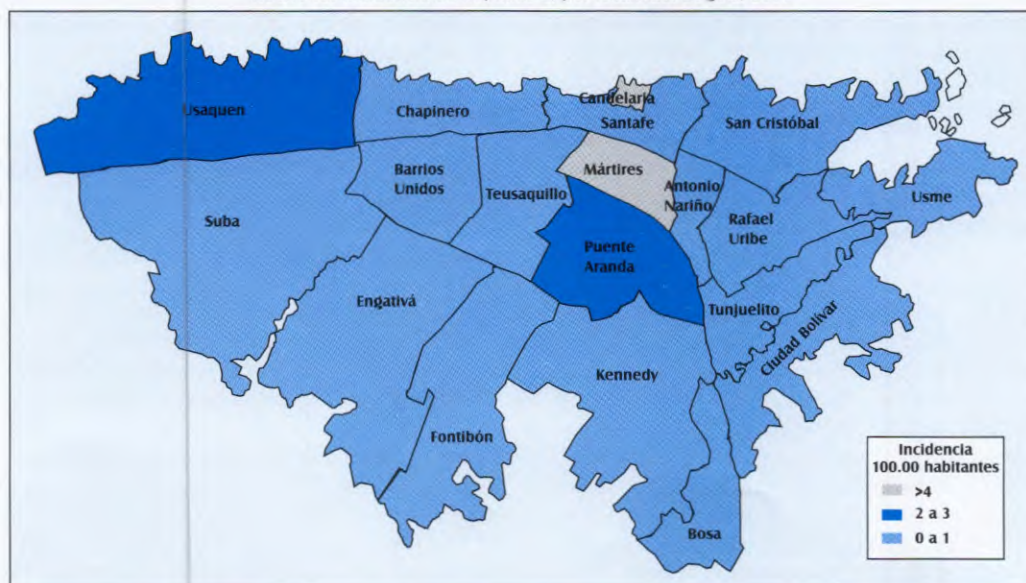 Usaquen
Chapinero
Candelaria
Santafe
San Cristóbal
Barrios
Unidos
Teusaquillo
Mártires
Antonio
Nariño
Rafael
Uribe
Usme
Suba
Puente
Aranda
Engativá
Tunjuelito
Ciudad Bolívar
Kennedy
Fontibón
Bosa
Incidencia
100.00 habitantes
>4
2 a 3
0 a 1